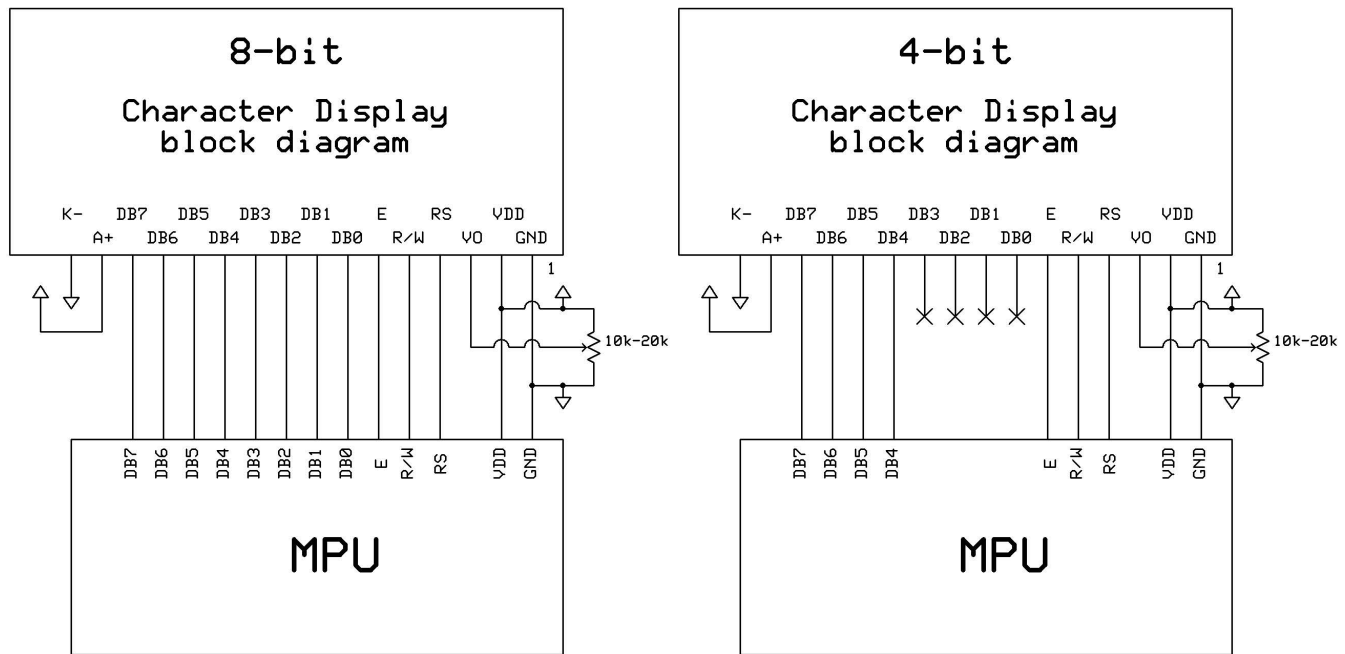 8-bit
Character Display
block diagram
K- DB7 DB5 DB3 DB1 E RS VDD
A+ DB6 DB4 DB2 DB0 R/W VO GND
1
10k-20k
DB7 DB6 DB5 DB4 DB3 DB2 DB1 DB0 E R/W RS VDD GND
MPU
4-bit
Character Display
block diagram
K- DB7 DB5 DB3 DB1 E RS VDD
A+ DB6 DB4 DB2 DB0 R/W VO GND
1
10k-20k
DB7 DB6 DB5 DB4 E R/W RS VDD GND
MPU